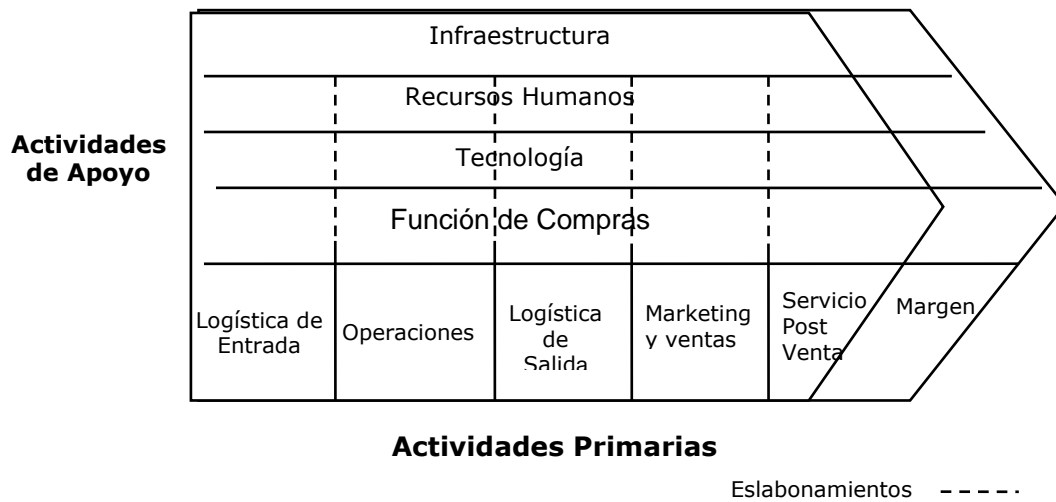 Infraestructura
Recursos Humanos
Actividades
de Apoyo
Tecnología
Función de Compras
Logística de
Entrada
Operaciones
Logística
de
Salida
Marketing
y ventas
Servicio
Post
Venta
Margen
Actividades Primarias
Eslabonamientos